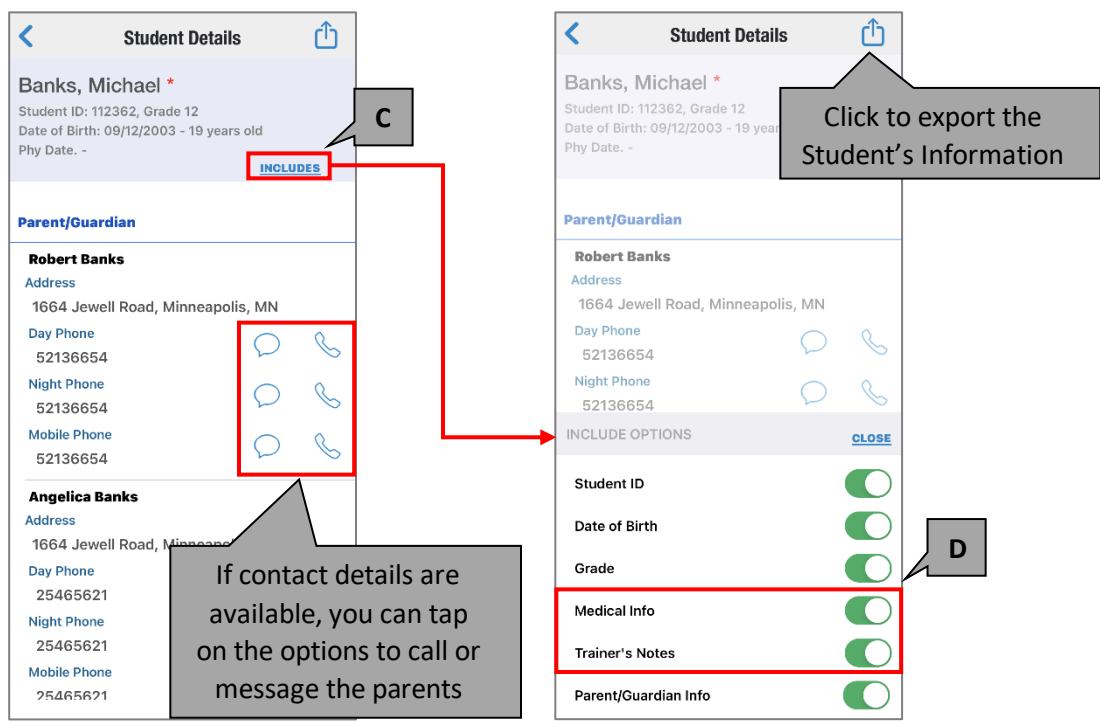 Student Details
Banks, Michael *
Student ID: 112362, Grade 12
Date of Birth: 09/12/2003 - 19 years old
Phy Date. -
INCLUDES
C
Parent/Guardian
Robert Banks
Address
1664 Jewell Road, Minneapolis, MN
Day Phone
52136654
Night Phone
52136654
Mobile Phone
52136654
Angelica Banks
Address
1664 Jewell Road,
Day Phone
25465621
Night Phone
25465621
Mobile Phone
25465621
If contact details are
available, you can tap
on the options to call or
message the parents
Student Details
Banks, Michael *
Student ID: 112362, Grade 12
Date of Birth: 09/12/2003 - 19 year
Phy Date. -
Click to export the
Student's Information
Parent/Guardian
Robert Banks
Address
1664 Jewell Road, Minneapolis, MN
Day Phone
52136654
Night Phone
52136654
INCLUDE OPTIONS CLOSE
Student ID
Date of Birth
Grade
Medical Info
Trainer's Notes
Parent/Guardian Info
D